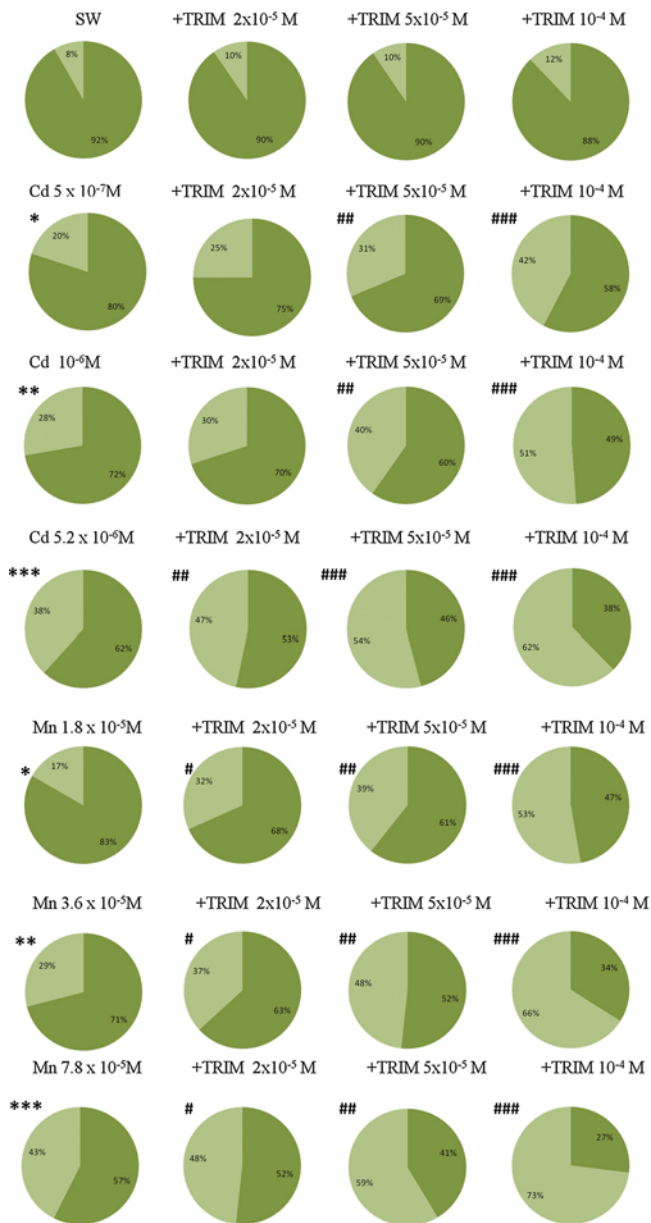 SW +TRIM 2x10⁻⁵ M +TRIM 5x10⁻⁵ M +TRIM 10⁻⁴ M
8% 10% 10% 12%
92% 90% 90% 88%
Cd 5 x 10⁻⁷M +TRIM 2x10⁻⁵ M +TRIM 5x10⁻⁵ M +TRIM 10⁻⁴ M
* ## ###
20% 25% 31% 42%
80% 75% 69% 58%
Cd 10⁻⁶M +TRIM 2x10⁻⁵ M +TRIM 5x10⁻⁵ M +TRIM 10⁻⁴ M
** ## ###
28% 30% 40% 51% 49%
72% 70% 60%
Cd 5.2 x 10⁻⁶M +TRIM 2x10⁻⁵ M +TRIM 5x10⁻⁵ M +TRIM 10⁻⁴ M
*** ## ### ###
38% 47% 54% 46% 62% 38%
62% 53%
Mn 1.8 x 10⁻⁵M +TRIM 2x10⁻⁵ M +TRIM 5x10⁻⁵ M +TRIM 10⁻⁴ M
* # ## ###
17% 32% 39% 53% 47%
83% 68% 61%
Mn 3.6 x 10⁻⁵M +TRIM 2x10⁻⁵ M +TRIM 5x10⁻⁵ M +TRIM 10⁻⁴ M
** # ## ###
29% 37% 48% 34%
71% 63% 52% 66%
Mn 7.8 x 10⁻⁵M +TRIM 2x10⁻⁵ M +TRIM 5x10⁻⁵ M +TRIM 10⁻⁴ M
*** # ## ###
43% 48% 41% 27%
57% 52% 59% 73%